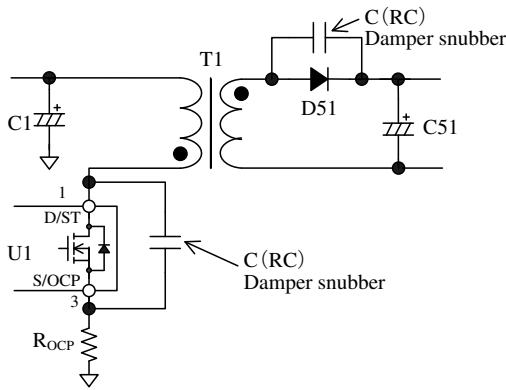 C(RC)
Damper snubber
T1
D51
C1
C51
1
D/ST
U1
C(RC)
Damper snubber
S/OCP
3
ROCP